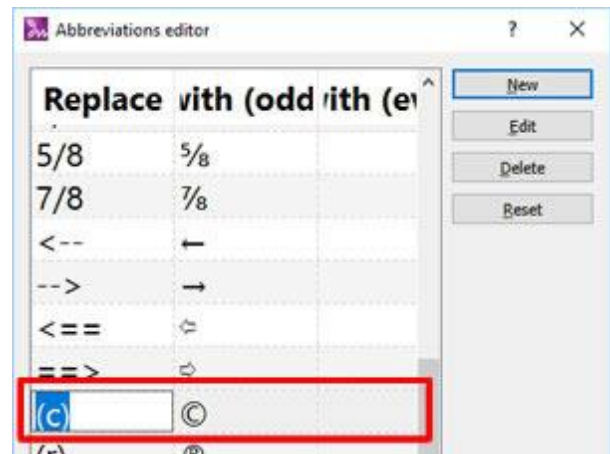 Abbreviations editor
? ×
Replace with (odd with (ev
New
Edit
Delete
Reset
5/8 ⅝
7/8 ⅞
<-- ←
--> →
<== ⇦
==> ⇨
(c) ©
(r) ®